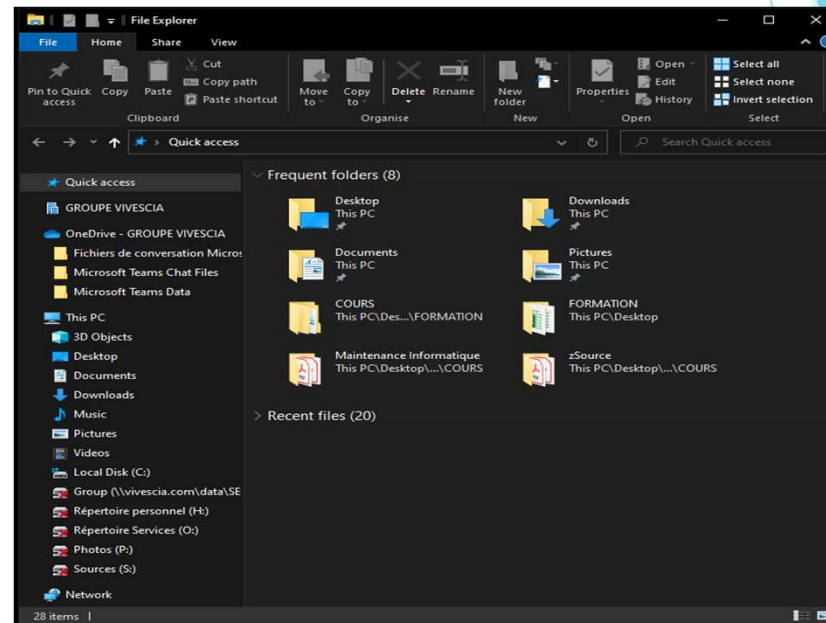 File Explorer
File Home Share View
Pin to Quick access
Copy
Paste
Cut
Copy path
Paste shortcut
Clipboard
Move to
Copy to
Delete
Rename
Organise
New folder
New
Properties
Open
Edit
History
Open
Select all
Select none
Invert selection
Select
Quick access
Search Quick access
Quick access
GROUPE VIVESCIA
OneDrive - GROUPE VIVESCIA
Fichiers de conversation Micros
Microsoft Teams Chat Files
Microsoft Teams Data
This PC
3D Objects
Desktop
Documents
Downloads
Music
Pictures
Videos
Local Disk (C:)
Group (\\vivescia.com\data\SE
Répertoire personnel (H:)
Répertoire Services (O:)
Photos (P:)
Sources (S:)
Network
Frequent folders (8)
Desktop
This PC
Downloads
This PC
Documents
This PC
Pictures
This PC
COURS
This PC\Des...\FORMATION
FORMATION
This PC\Desktop
Maintenance Informatique
This PC\Desktop\...\COURS
zSource
This PC\Desktop\...\COURS
Recent files (20)
28 items